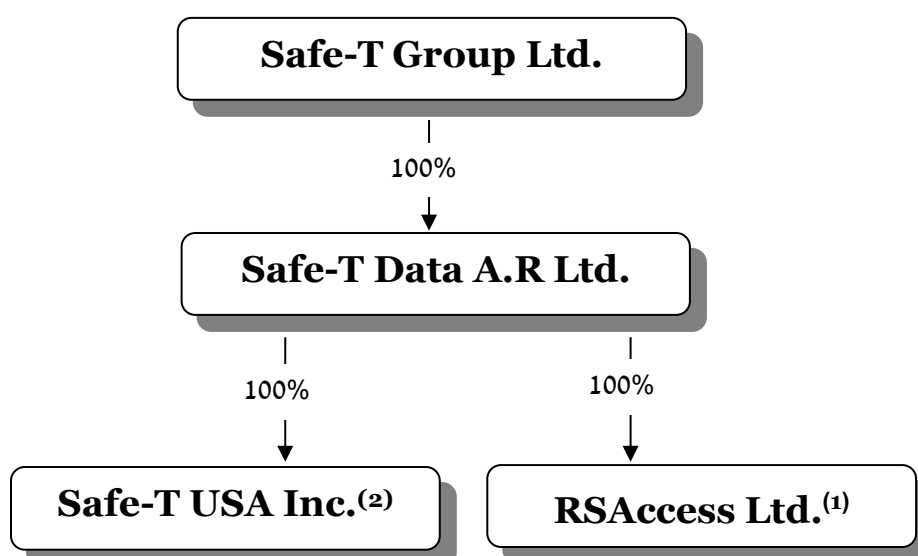 Safe-T Group Ltd.
100%
Safe-T Data A.R Ltd.
100%
100%
Safe-T USA Inc.(2)
RSAccess Ltd.(1)